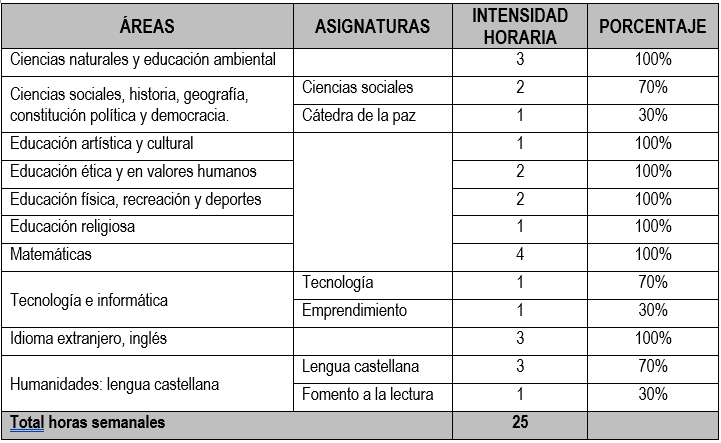 ÁREAS ASIGNATURAS INTENSIDAD HORARIA PORCENTAJE
Ciencias naturales y educación ambiental 3 100%
Ciencias sociales, historia, geografía,
constitución política y democracia.
Ciencias sociales 2 70%
Cátedra de la paz 1 30%
Educación artística y cultural 1 100%
Educación ética y en valores humanos 2 100%
Educación física, recreación y deportes 2 100%
Educación religiosa 1 100%
Matemáticas 4 100%
Tecnología e informática
Tecnología 1 70%
Emprendimiento 1 30%
Idioma extranjero, inglés 3 100%
Humanidades: lengua castellana
Lengua castellana 3 70%
Fomento a la lectura 1 30%
Total horas semanales 25